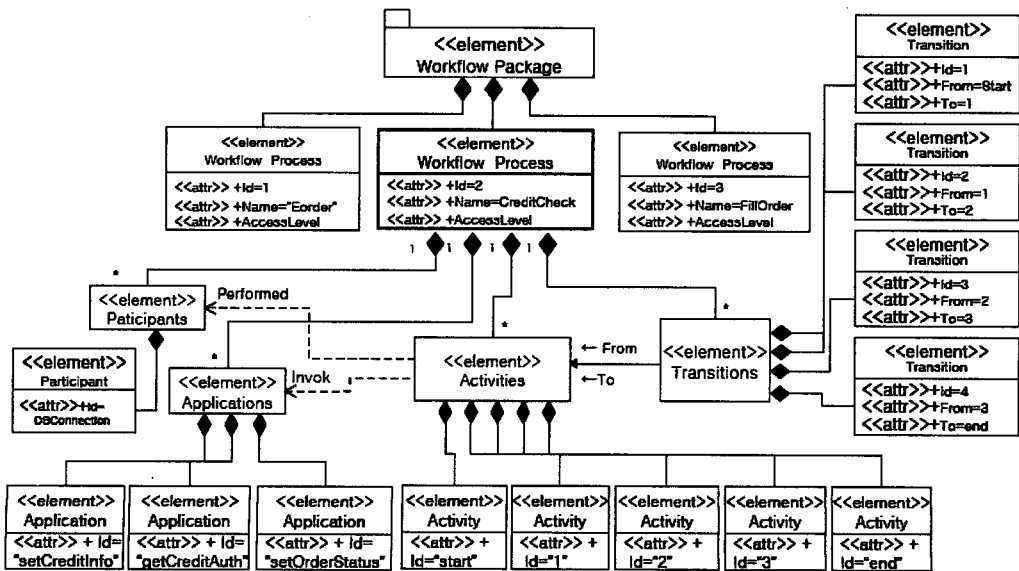 <<element>>
Workflow Package
<<element>>
Workflow Process
<<attr>> +Id=1
<<attr>> +Name="Eorder"
<<attr>> +AccessLevel
<<element>>
Workflow Process
<<attr>> +Id=2
<<attr>> +Name=CreditCheck
<<attr>> +AccessLevel
<<element>>
Workflow Process
<<attr>> +Id=3
<<attr>> +Name=FillOrder
<<attr>> +AccessLevel
<<element>>
Transition
<<attr>>+Id=1
<<attr>>+From=Start
<<attr>>+To=1
<<element>>
Transition
<<attr>>+Id=2
<<attr>>+From=1
<<attr>>+To=2
<<element>>
Transition
<<attr>>+Id=3
<<attr>>+From=2
<<attr>>+To=3
<<element>>
Transition
<<attr>>+Id=4
<<attr>>+From=3
<<attr>>+To=end
1 1 1 1
* * * *
<<element>>
Paticipants
Performed
<<element>>
Participant
<<attr>>+Id=
DBConnection
<<element>>
Applications
Invok
<<element>>
Activities
← From
←To
<<element>>
Transitions
<<element>>
Application
<<attr>> + Id=
"setCreditInfo"
<<element>>
Application
<<attr>> + Id=
"getCreditAuth"
<<element>>
Application
<<attr>> + Id=
"setOrderStatus"
<<element>>
Activity
<<attr>> +
Id="start"
<<element>>
Activity
<<attr>> +
Id="1"
<<element>>
Activity
<<attr>> +
Id="2"
<<element>>
Activity
<<attr>> +
Id="3"
<<element>>
Activity
<<attr>> +
Id="end"